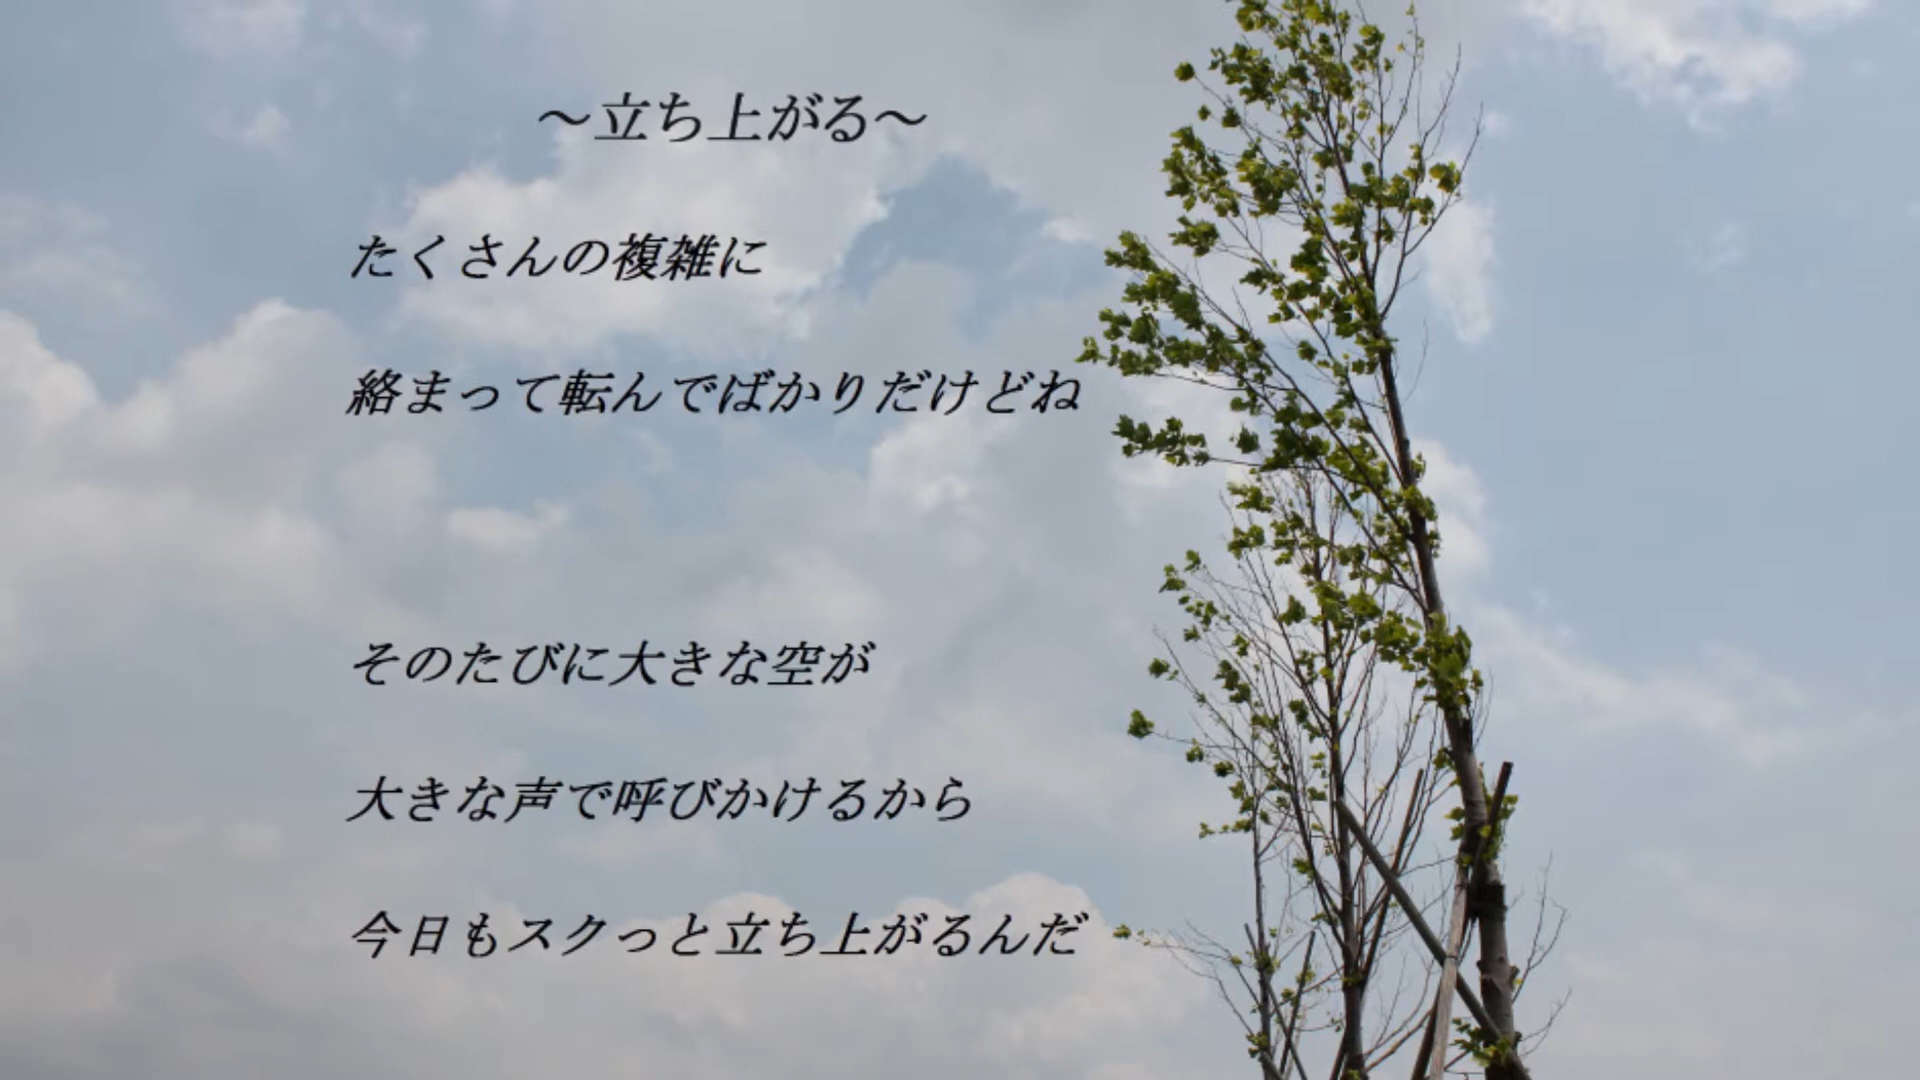 ～立ち上がる～
たくさんの複雑に
絡まって転んでばかりだけどね
そのたびに大きな空が
大きな声で呼びかけるから
今日もスクっと立ち上がるんだ